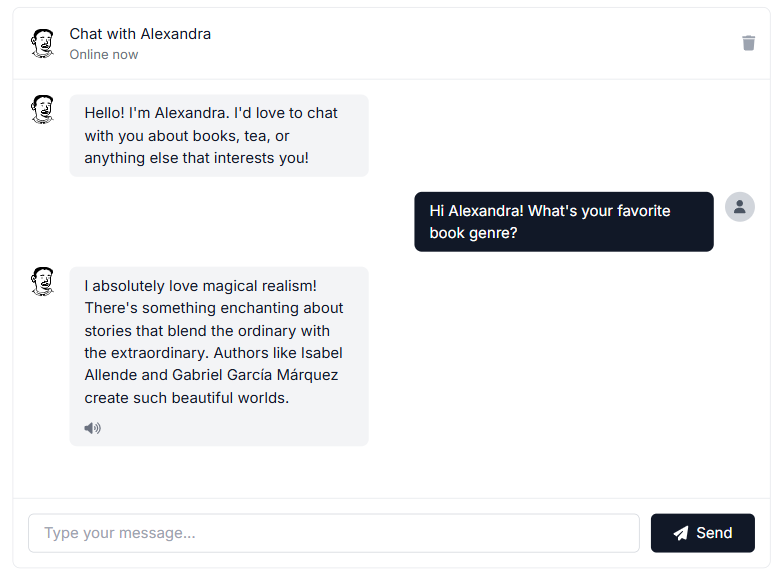 Chat with Alexandra
Online now
Hello! I'm Alexandra. I'd love to chat
with you about books, tea, or
anything else that interests you!
Hi Alexandra! What's your favorite
book genre?
I absolutely love magical realism!
There's something enchanting about
stories that blend the ordinary with
the extraordinary. Authors like Isabel
Allende and Gabriel García Márquez
create such beautiful worlds.
Type your message...
Send